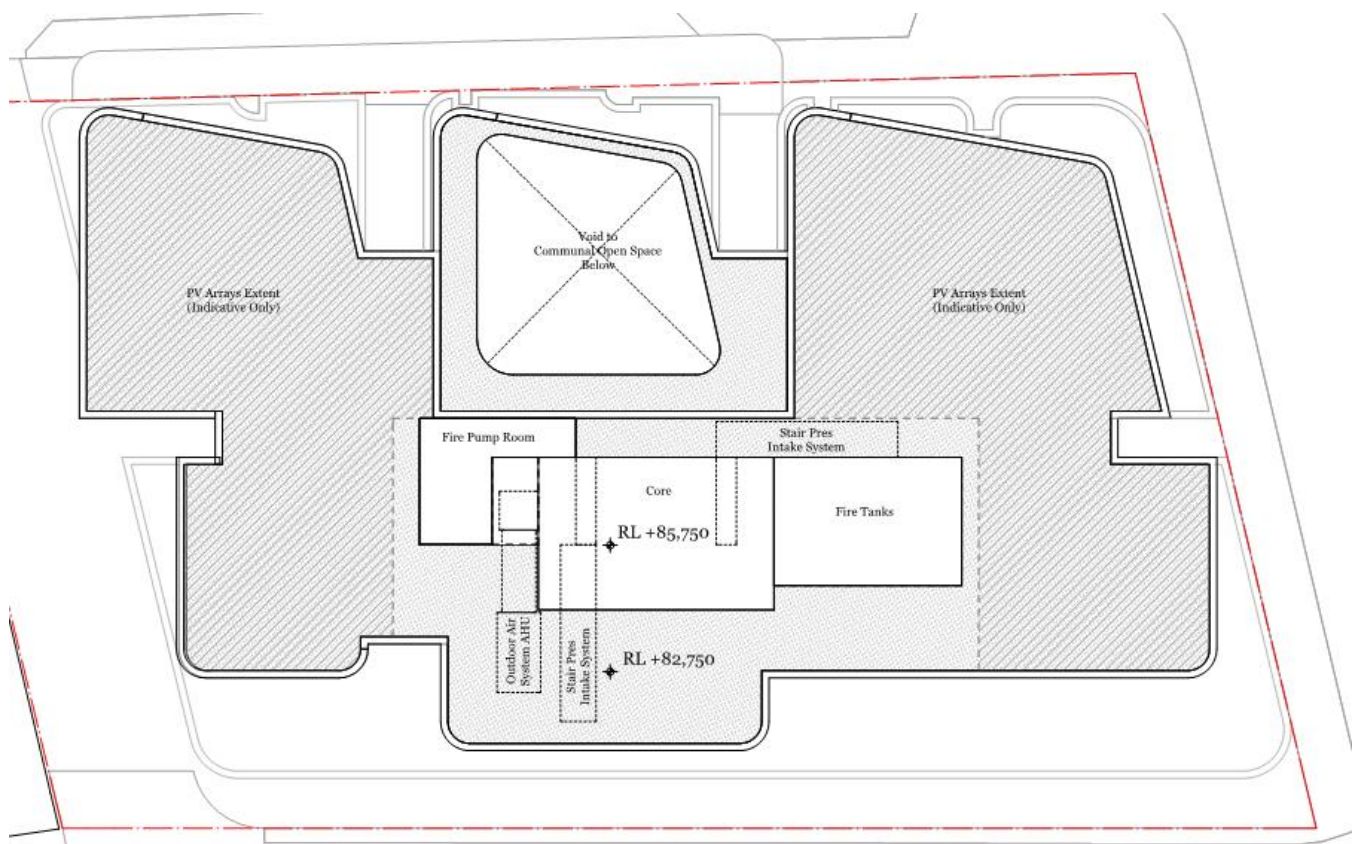 Void to
Communal Open Space
Below
PV Arrays Extent
(Indicative Only)
PV Arrays Extent
(Indicative Only)
Fire Pump Room
Stair Pres
Intake System
Core
Fire Tanks
RL +85,750
Outdoor Air
System AHU
Stair Pres
Intake System
RL +82,750